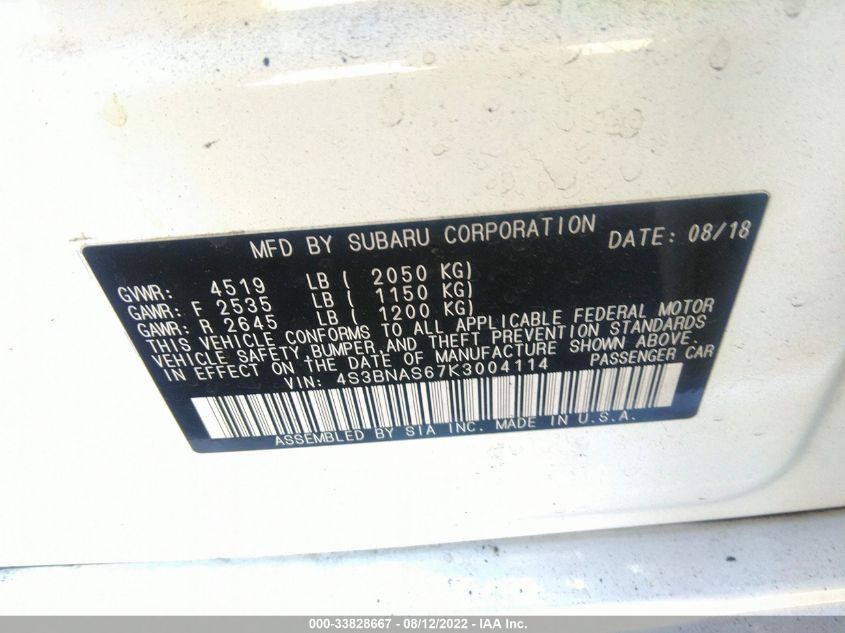 MFD BY SUBARU CORPORATION DATE: 08/18
GVWR: 4519 LB ( 2050 KG)
GAWR: F 2535 LB ( 1150 KG)
GAWR: R 2645 LB ( 1200 KG)
THIS VEHICLE CONFORMS TO ALL APPLICABLE FEDERAL MOTOR
VEHICLE SAFETY, BUMPER, AND THEFT PREVENTION STANDARDS
IN EFFECT ON THE DATE OF MANUFACTURE SHOWN ABOVE.
VIN: 4S3BNAS67K3004114 PASSENGER CAR
ASSEMBLED BY SIA INC. MADE IN U.S.A.
000-33828667 - 08/12/2022 - IAA Inc.